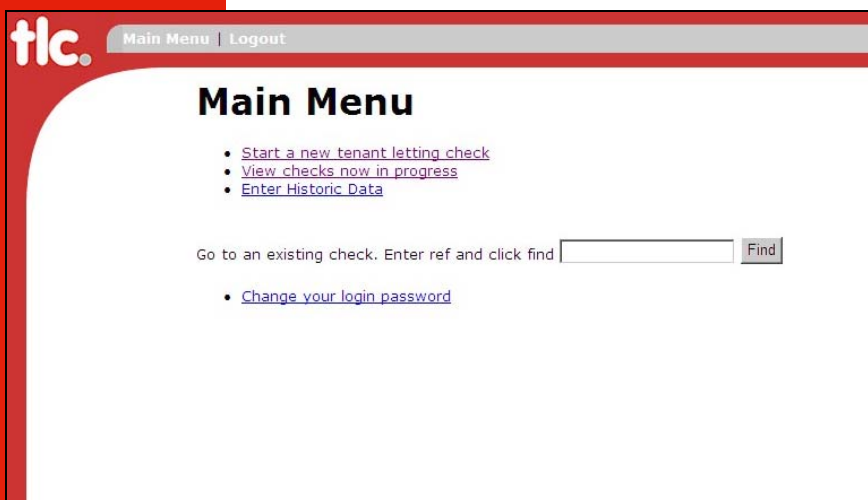 tlc.
Main Menu | Logout
Main Menu
• Start a new tenant letting check
• View checks now in progress
• Enter Historic Data
Go to an existing check. Enter ref and click find Find
• Change your login password